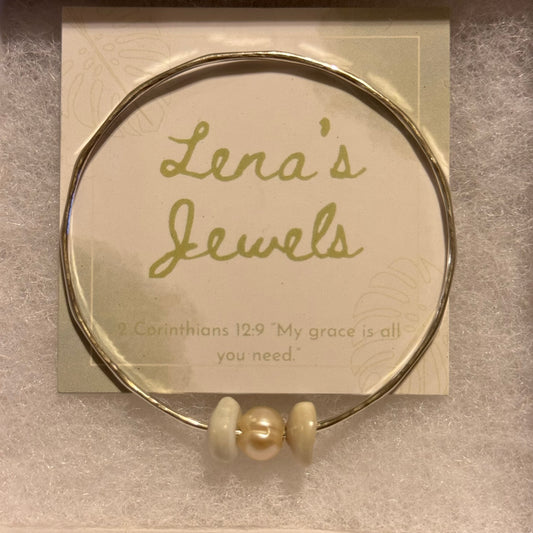 Lena's
Jewels
2 Corinthians 12:9 "My grace is all
you need."